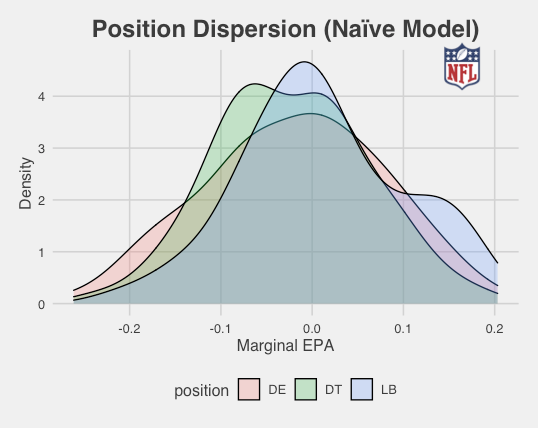 Position Dispersion (Naïve Model)
NFL
4
3
2
1
0
Density
-0.2 -0.1 0.0 0.1 0.2
Marginal EPA
position DE DT LB